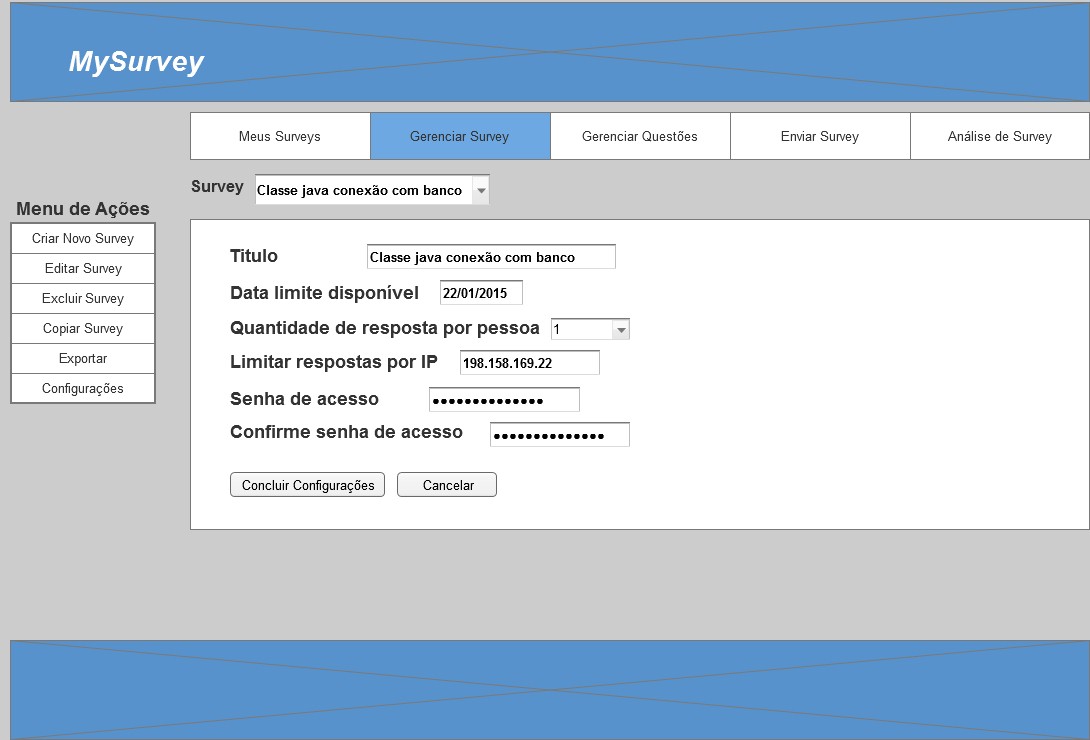 MySurvey
Meus Surveys Gerenciar Survey Gerenciar Questões Enviar Survey Análise de Survey
Survey Classe java conexão com banco
Menu de Ações
Criar Novo Survey
Editar Survey
Excluir Survey
Copiar Survey
Exportar
Configurações
Titulo Classe java conexão com banco
Data limite disponível 22/01/2015
Quantidade de resposta por pessoa 1
Limitar respostas por IP 198.158.169.22
Senha de acesso ••••••••••••••
Confirme senha de acesso ••••••••••••••
Concluir Configurações Cancelar